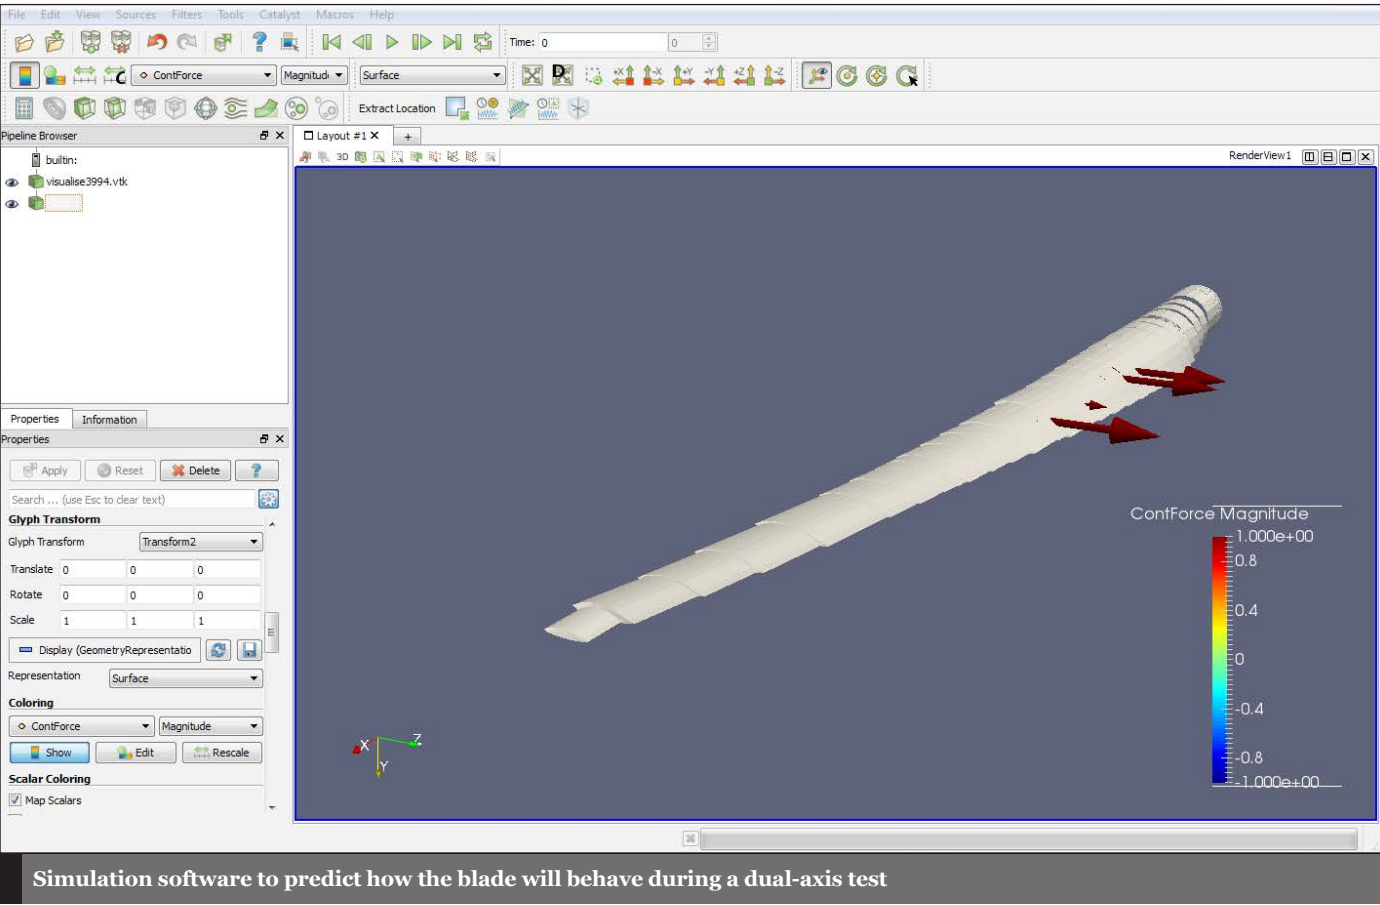 File Edit View Sources Filters Tools Catalyst Macros Help
Time: 0 0
ContForce Magnitud Surface
Extract Location
Pipeline Browser
Layout #1
3D RenderView1
builtin:
visualise3994.vtk
Properties Information
Properties
Apply Reset Delete ?
Search ... (use Esc to clear text)
Glyph Transform
Glyph Transform Transform2
Translate 0 0 0
Rotate 0 0 0
Scale 1 1 1
Display (GeometryRepresentatio
Representation Surface
Coloring
ContForce Magnitude
Show Edit Rescale
Scalar Coloring
Map Scalars
X Z
Y
ContForce Magnitude
1.000e+00
0.8
0.4
0
-0.4
-0.8
-1.000e+00
Simulation software to predict how the blade will behave during a dual-axis test